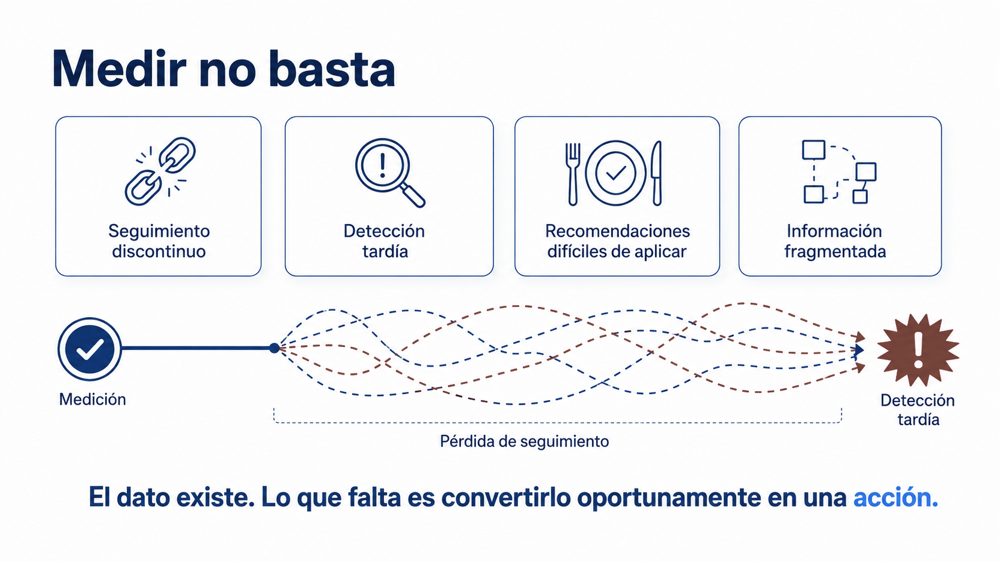 Medir no basta
Seguimiento
discontinuo
Detección
tardía
Recomendaciones
difíciles de aplicar
Información
fragmentada
Medición
Detección
tardía
Pérdida de seguimiento
El dato existe. Lo que falta es convertirlo oportunamente en una acción.